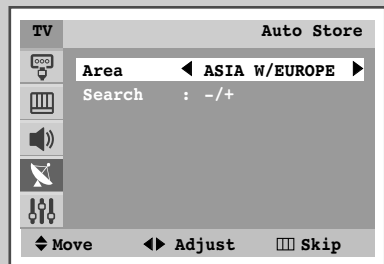 TV Auto Store
Area ◀ ASIA W/EUROPE ▶
Search : –/+
Move Adjust Skip